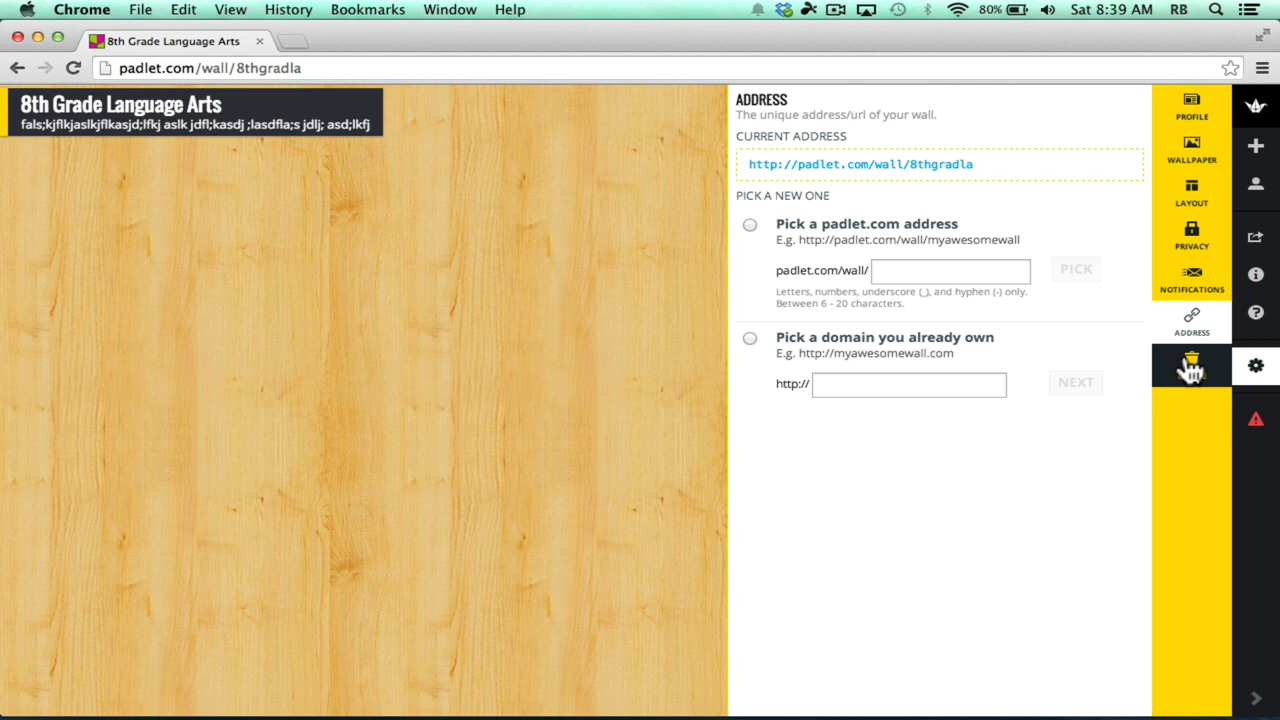 Chrome File Edit View History Bookmarks Window Help 80% Sat 8:39 AM RB
8th Grade Language Arts
padlet.com/wall/8thgradla
8th Grade Language Arts
fals;kjflkjaslkjflkasjd;lfkj aslk jdfl;kasdj ;lasdfla;s jdlj; asd;lkfj
ADDRESS
The unique address/url of your wall.
CURRENT ADDRESS
http://padlet.com/wall/8thgradla
PICK A NEW ONE
Pick a padlet.com address
E.g. http://padlet.com/wall/myawesomewall
padlet.com/wall/ PICK
Letters, numbers, underscore (_), and hyphen (-) only.
Between 6 - 20 characters.
Pick a domain you already own
E.g. http://myawesomewall.com
http:// NEXT
PROFILE
WALLPAPER
LAYOUT
PRIVACY
NOTIFICATIONS
ADDRESS